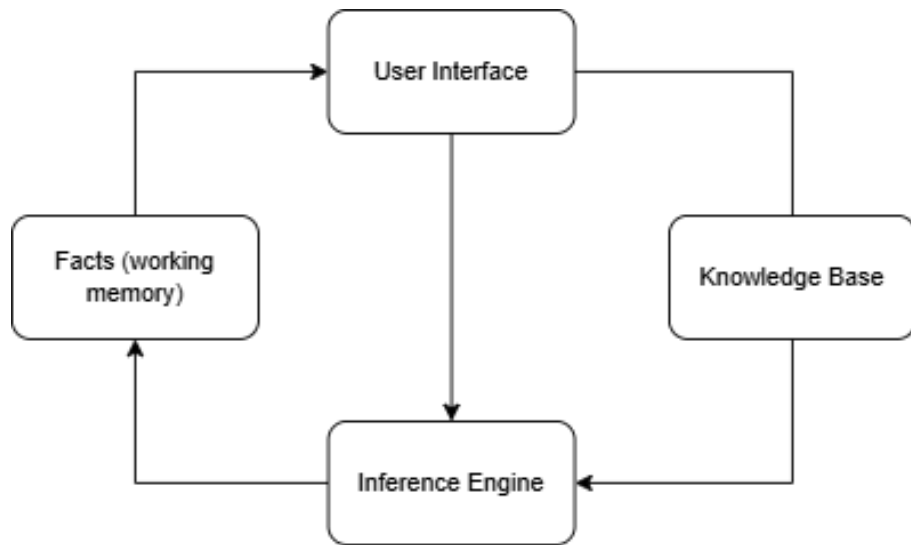 User Interface
Facts (working
memory)
Knowledge Base
Inference Engine